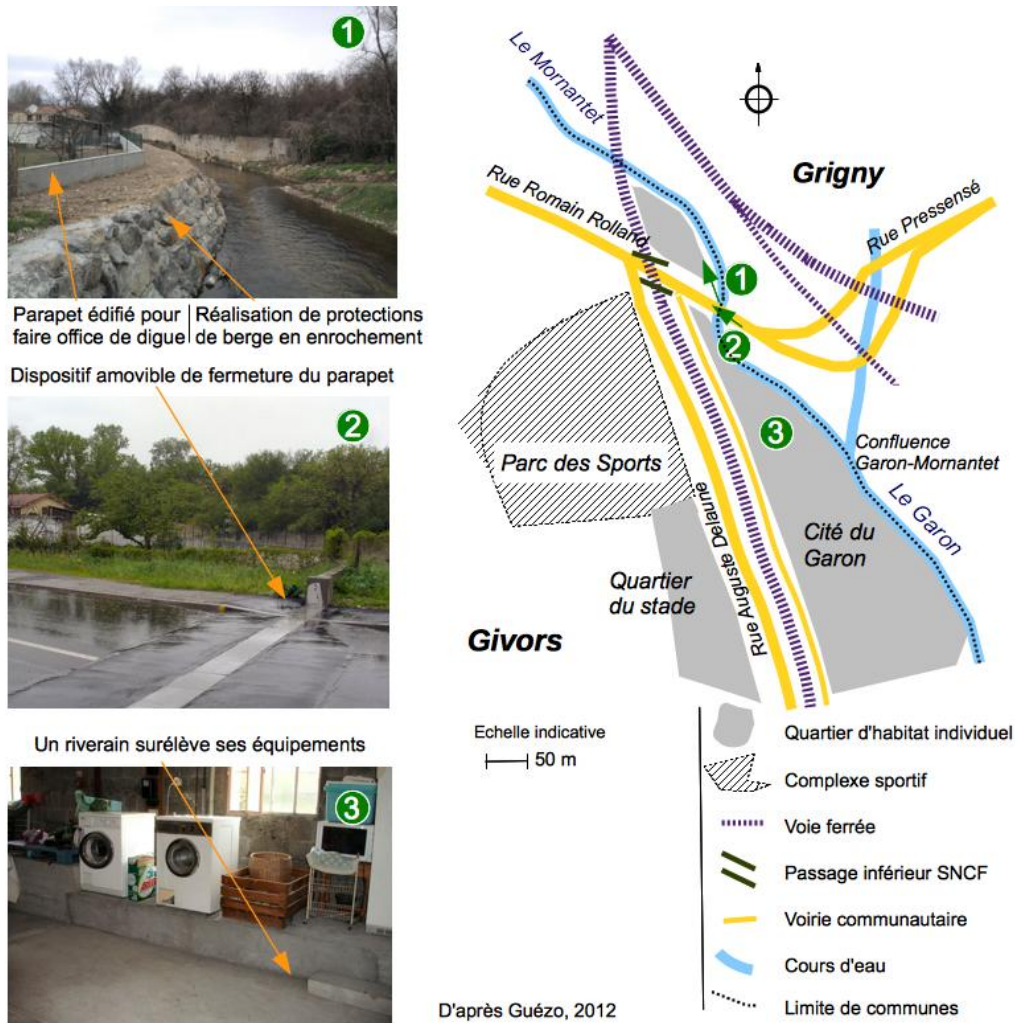 1
Parapet édifié pour
faire office de digue
Réalisation de protections
de berge en enrochement
Dispositif amovible de fermeture du parapet
2
Un riverain surélève ses équipements
3
Le Mornantet
Grigny
Rue Romain Rolland
Rue Pressensé
1
2
3
Parc des Sports
Confluence
Garon-Mornantet
Le Garon
Cité du
Garon
Rue Auguste Delaune
Quartier
du stade
Givors
Echelle indicative
50 m
Quartier d'habitat individuel
Complexe sportif
Voie ferrée
Passage inférieur SNCF
Voirie communautaire
Cours d'eau
Limite de communes
D'après Guézo, 2012